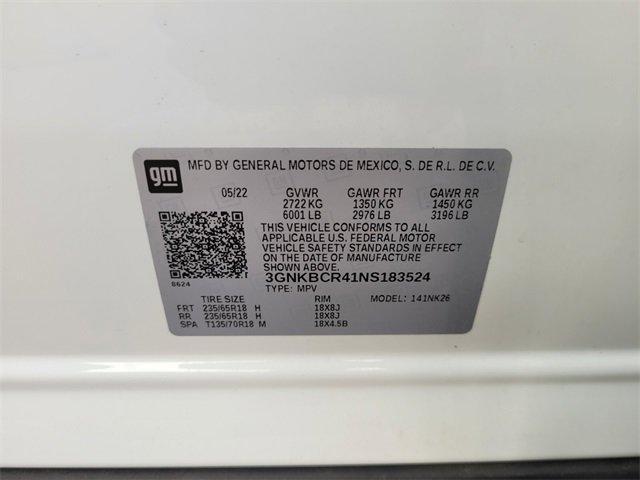 gm MFD BY GENERAL MOTORS DE MEXICO, S. DE R.L. DE C.V.
05/22 GVWR GAWR FRT GAWR RR
2722 KG 1350 KG 1450 KG
6001 LB 2976 LB 3196 LB
THIS VEHICLE CONFORMS TO ALL
APPLICABLE U.S. FEDERAL MOTOR
VEHICLE SAFETY STANDARDS IN EFFECT
ON THE DATE OF MANUFACTURE
SHOWN ABOVE.
3GNKBCR41NS183524
8624
TYPE: MPV MODEL: 141NK26
TIRE SIZE RIM
FRT 235/65R18 H 18X8J
RR 235/65R18 H 18X8J
SPA T135/70R18 M 18X4.5B